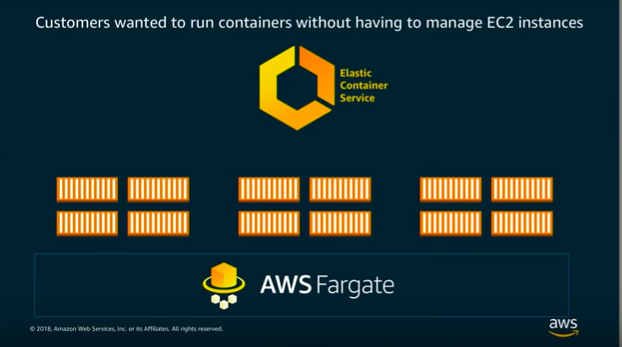 Customers wanted to run containers without having to manage EC2 instances
Elastic
Container
Service
AWS Fargate
© 2018, Amazon Web Services, Inc. or its Affiliates. All rights reserved.
aws